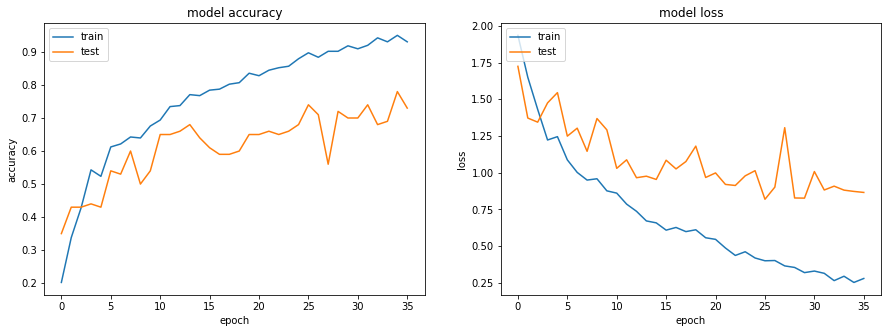 model accuracy
train
test
0.9
0.8
0.7
0.6
0.5
0.4
0.3
0.2
accuracy
0 5 10 15 20 25 30 35
epoch
model loss
train
test
2.00
1.75
1.50
1.25
1.00
0.75
0.50
0.25
loss
0 5 10 15 20 25 30 35
epoch